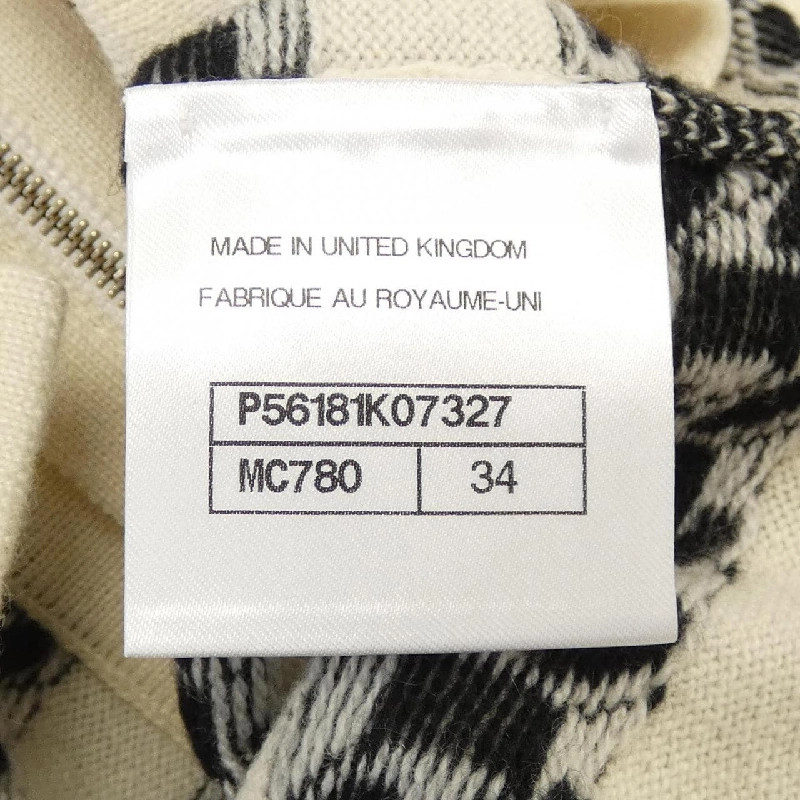 MADE IN UNITED KINGDOM
FABRIQUE AU ROYAUME-UNI
P56181K07327
MC780 34